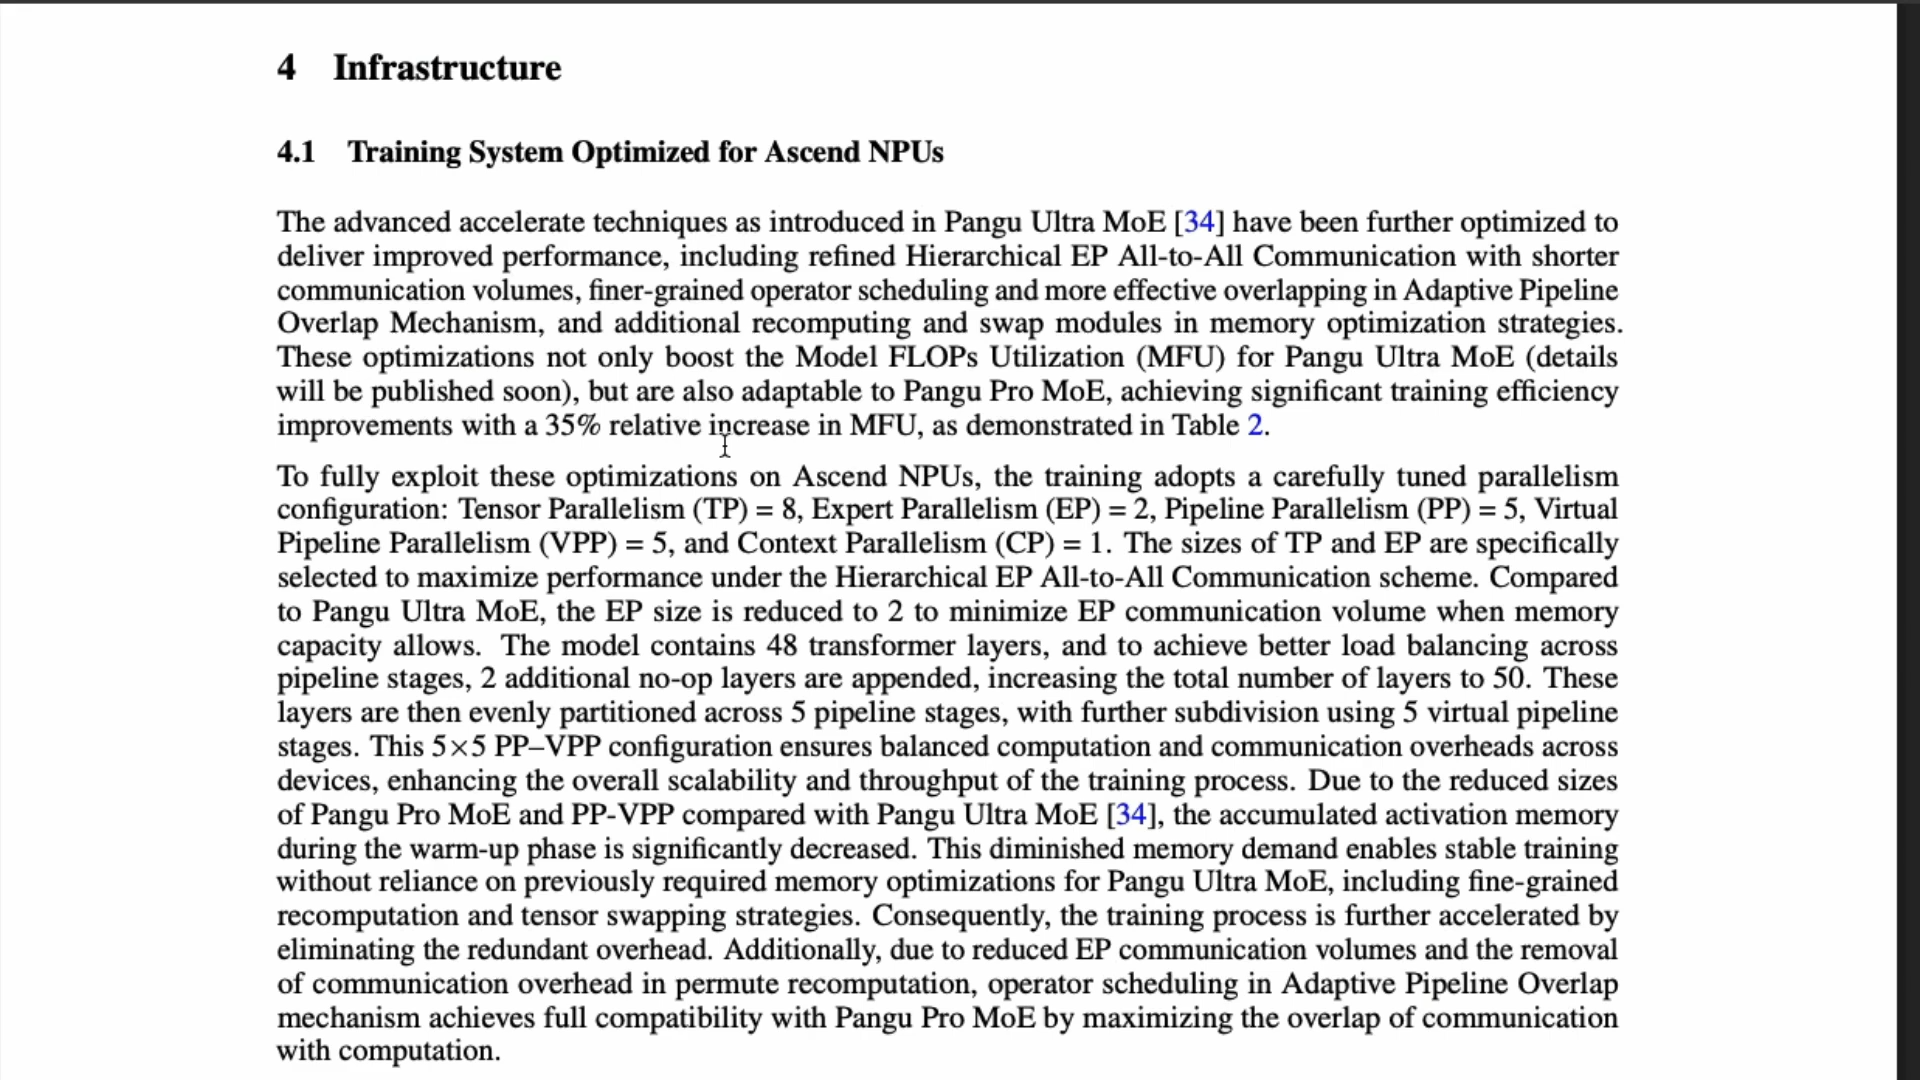 4 Infrastructure
4.1 Training System Optimized for Ascend NPUs
The advanced accelerate techniques as introduced in Pangu Ultra MoE [34] have been further optimized to
deliver improved performance, including refined Hierarchical EP All-to-All Communication with shorter
communication volumes, finer-grained operator scheduling and more effective overlapping in Adaptive Pipeline
Overlap Mechanism, and additional recomputing and swap modules in memory optimization strategies.
These optimizations not only boost the Model FLOPs Utilization (MFU) for Pangu Ultra MoE (details
will be published soon), but are also adaptable to Pangu Pro MoE, achieving significant training efficiency
improvements with a 35% relative increase in MFU, as demonstrated in Table 2.
To fully exploit these optimizations on Ascend NPUs, the training adopts a carefully tuned parallelism
configuration: Tensor Parallelism (TP) = 8, Expert Parallelism (EP) = 2, Pipeline Parallelism (PP) = 5, Virtual
Pipeline Parallelism (VPP) = 5, and Context Parallelism (CP) = 1. The sizes of TP and EP are specifically
selected to maximize performance under the Hierarchical EP All-to-All Communication scheme. Compared
to Pangu Ultra MoE, the EP size is reduced to 2 to minimize EP communication volume when memory
capacity allows. The model contains 48 transformer layers, and to achieve better load balancing across
pipeline stages, 2 additional no-op layers are appended, increasing the total number of layers to 50. These
layers are then evenly partitioned across 5 pipeline stages, with further subdivision using 5 virtual pipeline
stages. This 5×5 PP–VPP configuration ensures balanced computation and communication overheads across
devices, enhancing the overall scalability and throughput of the training process. Due to the reduced sizes
of Pangu Pro MoE and PP-VPP compared with Pangu Ultra MoE [34], the accumulated activation memory
during the warm-up phase is significantly decreased. This diminished memory demand enables stable training
without reliance on previously required memory optimizations for Pangu Ultra MoE, including fine-grained
recomputation and tensor swapping strategies. Consequently, the training process is further accelerated by
eliminating the redundant overhead. Additionally, due to reduced EP communication volumes and the removal
of communication overhead in permute recomputation, operator scheduling in Adaptive Pipeline Overlap
mechanism achieves full compatibility with Pangu Pro MoE by maximizing the overlap of communication
with computation.